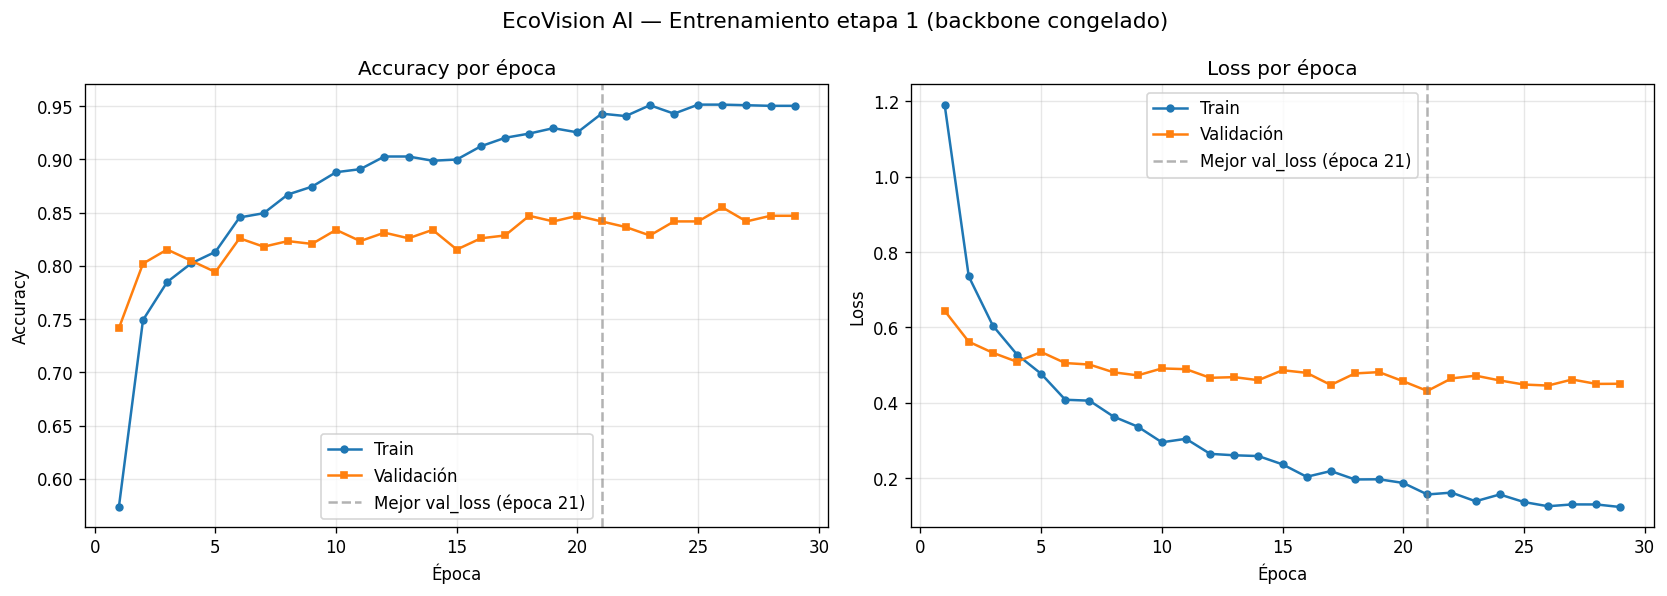 EcoVision AI — Entrenamiento etapa 1 (backbone congelado)
Accuracy por época
Accuracy
0.95
0.90
0.85
0.80
0.75
0.70
0.65
0.60
Train
Validación
Mejor val_loss (época 21)
0 5 10 15 20 25 30
Época
Loss por época
Loss
1.2
1.0
0.8
0.6
0.4
0.2
Train
Validación
Mejor val_loss (época 21)
0 5 10 15 20 25 30
Época